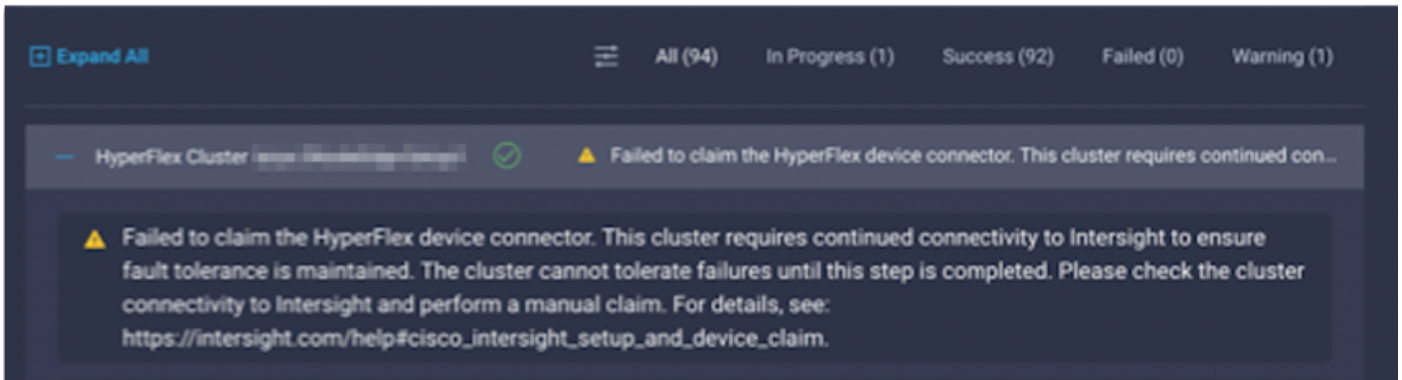 Expand All All (94) In Progress (1) Success (92) Failed (0) Warning (1)
HyperFlex Cluster Failed to claim the HyperFlex device connector. This cluster requires continued con...
Failed to claim the HyperFlex device connector. This cluster requires continued connectivity to Intersight to ensure
fault tolerance is maintained. The cluster cannot tolerate failures until this step is completed. Please check the cluster
connectivity to Intersight and perform a manual claim. For details, see:
https://intersight.com/help#cisco_intersight_setup_and_device_claim.